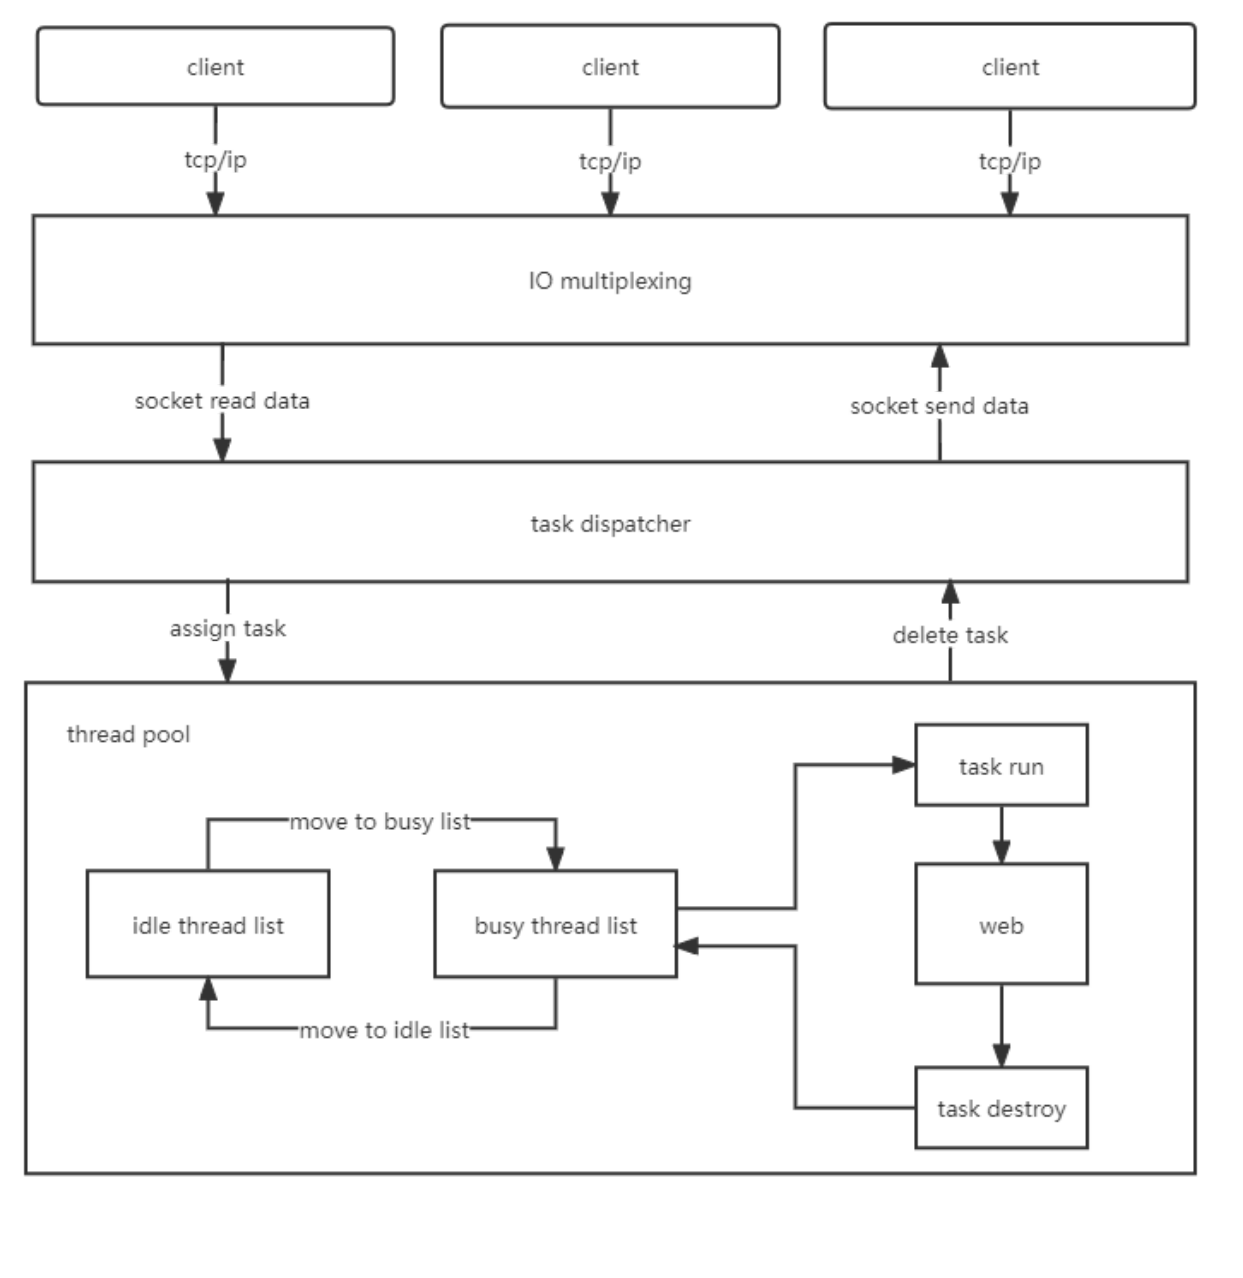 client
client
client
tcp/ip
tcp/ip
tcp/ip
IO multiplexing
socket read data
socket send data
task dispatcher
assign task
delete task
thread pool
task run
move to busy list
idle thread list
busy thread list
web
move to idle list
task destroy